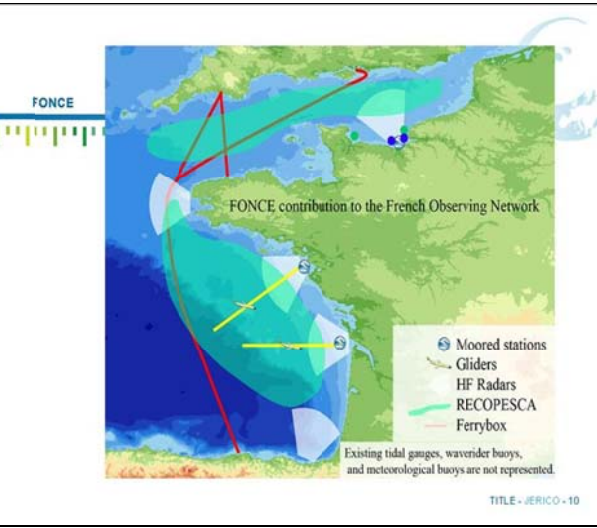 FONCE
FONCE contribution to the French Observing Network
Moored stations
Gliders
HF Radars
RECOPESCA
Ferrybox
Existing tidal gauges, waverider buoys,
and meteorological buoys are not represented.
TITLE - JERICO - 10